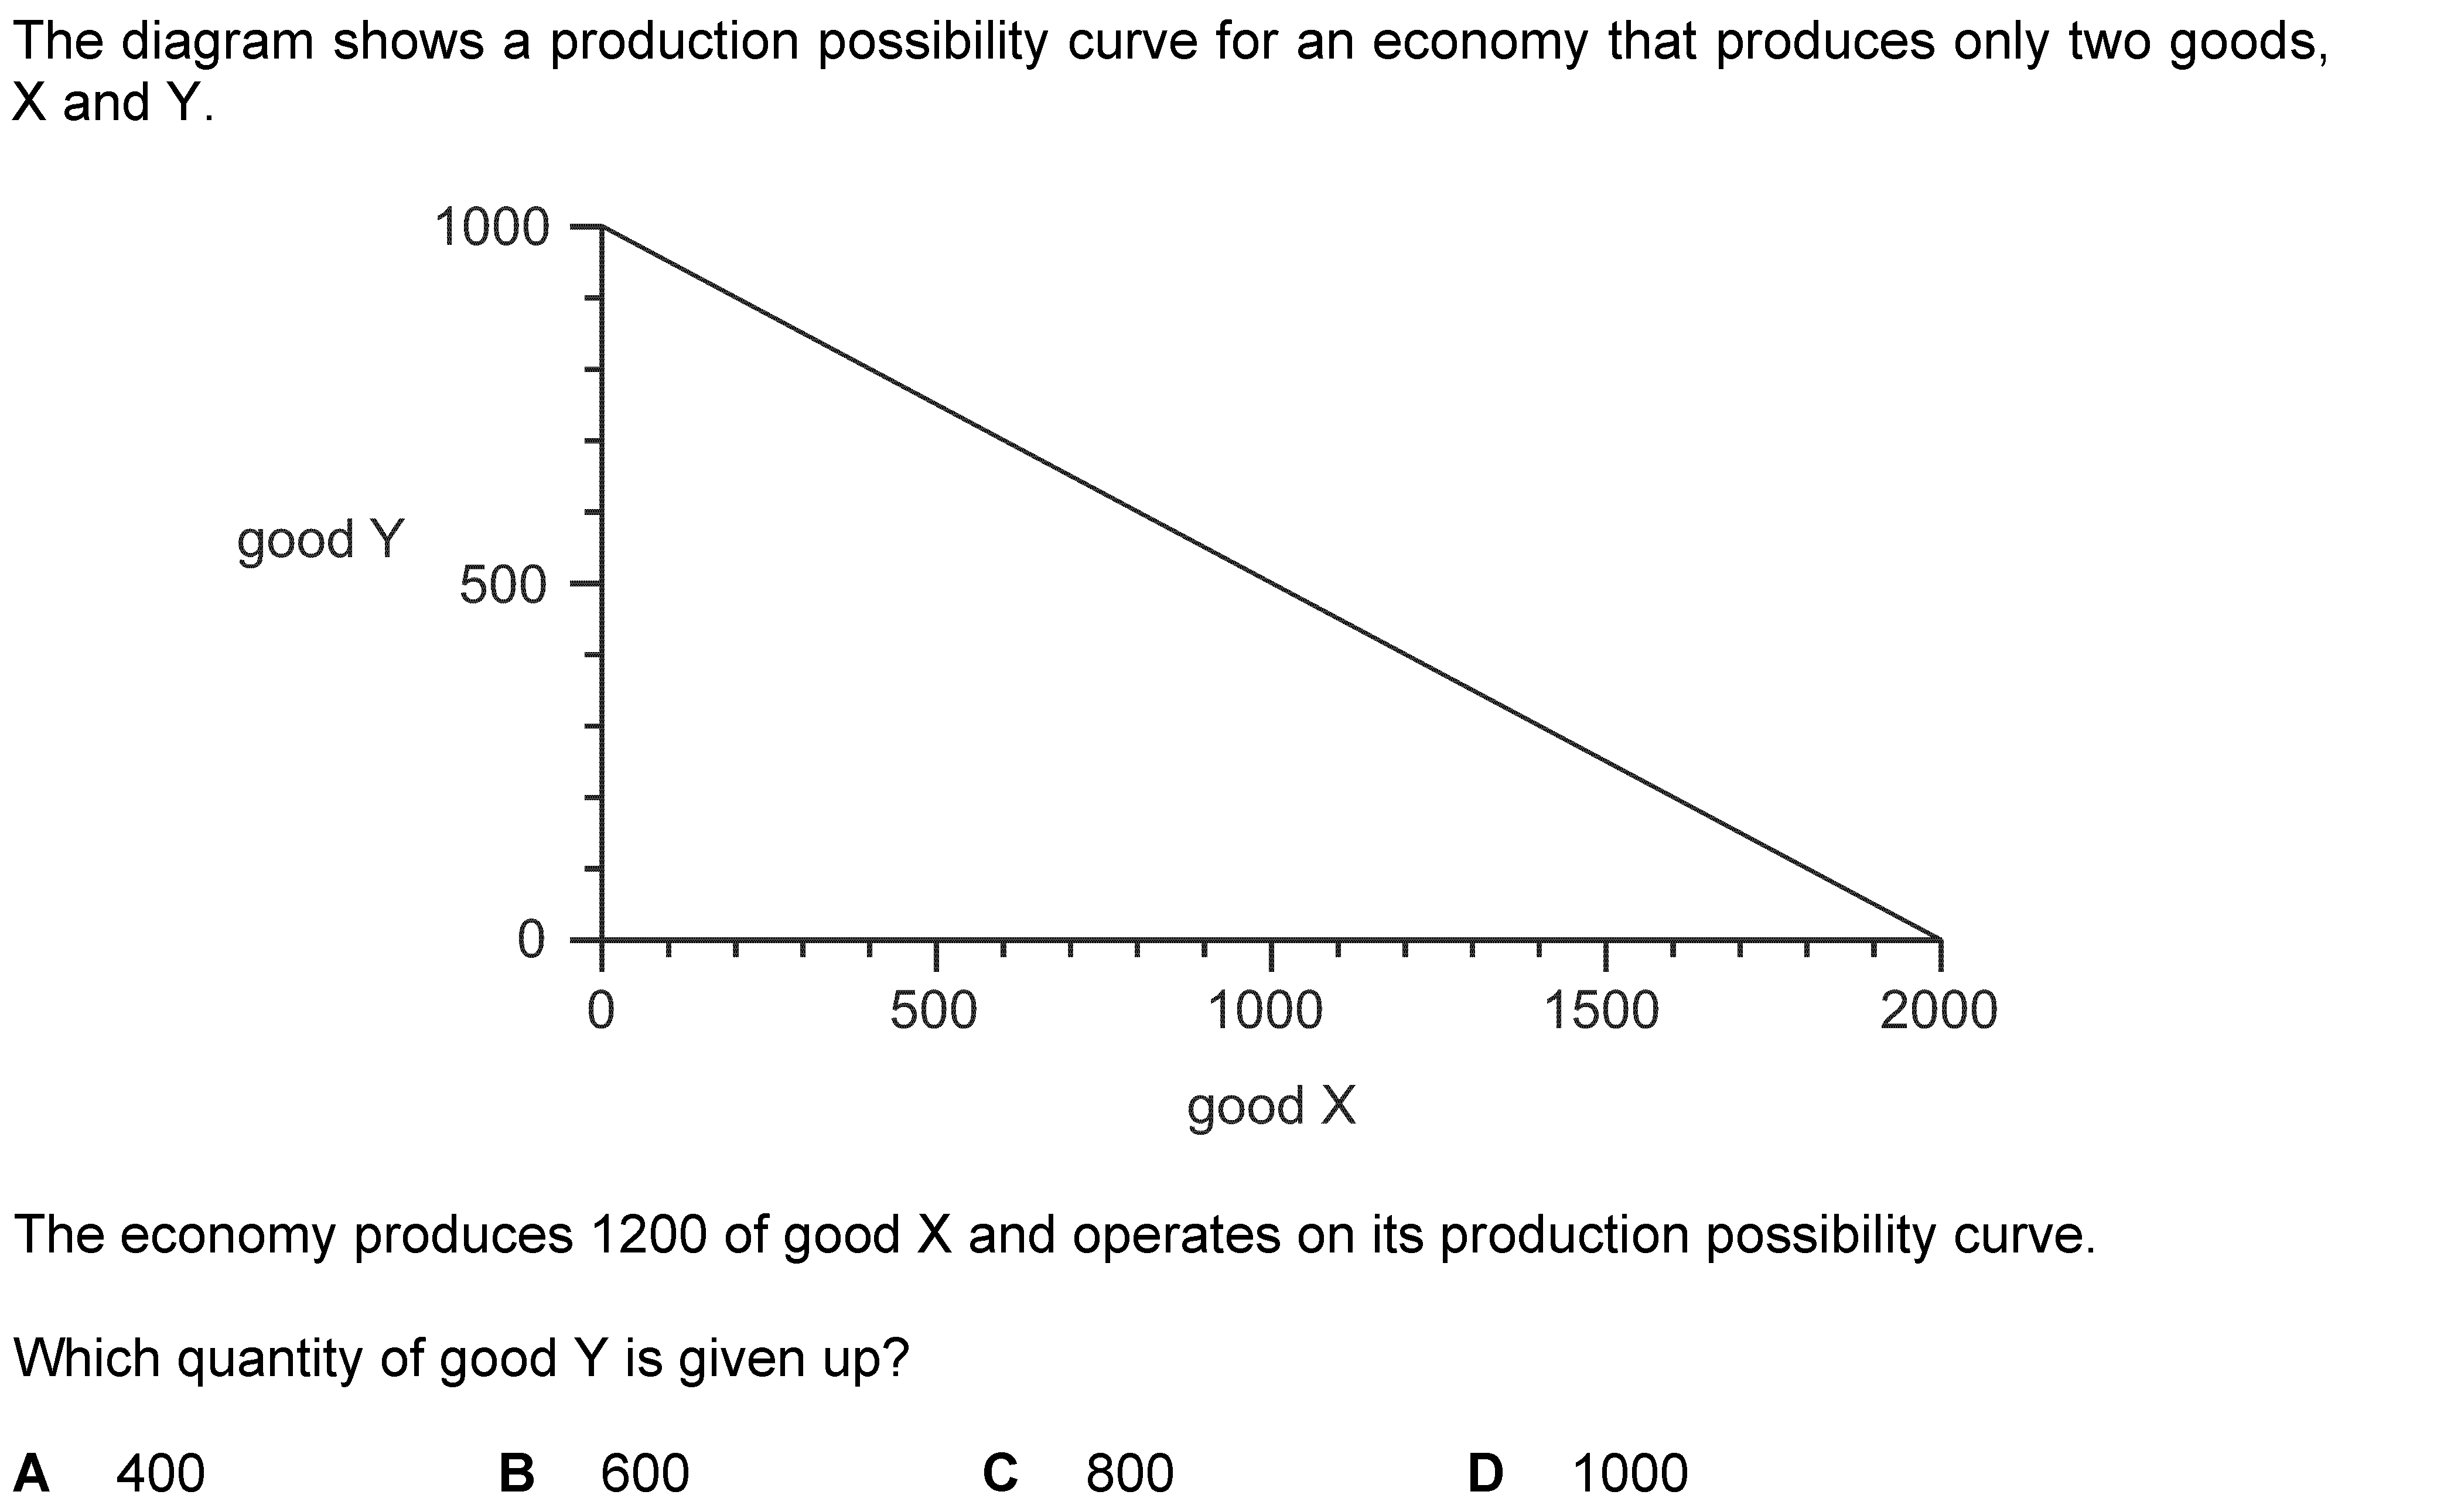 The diagram shows a production possibility curve for an economy that produces only two goods,
X and Y.
1000
good Y
500
0
0 500 1000 1500 2000
good X
The economy produces 1200 of good X and operates on its production possibility curve.
Which quantity of good Y is given up?
A 400 B 600 C 800 D 1000